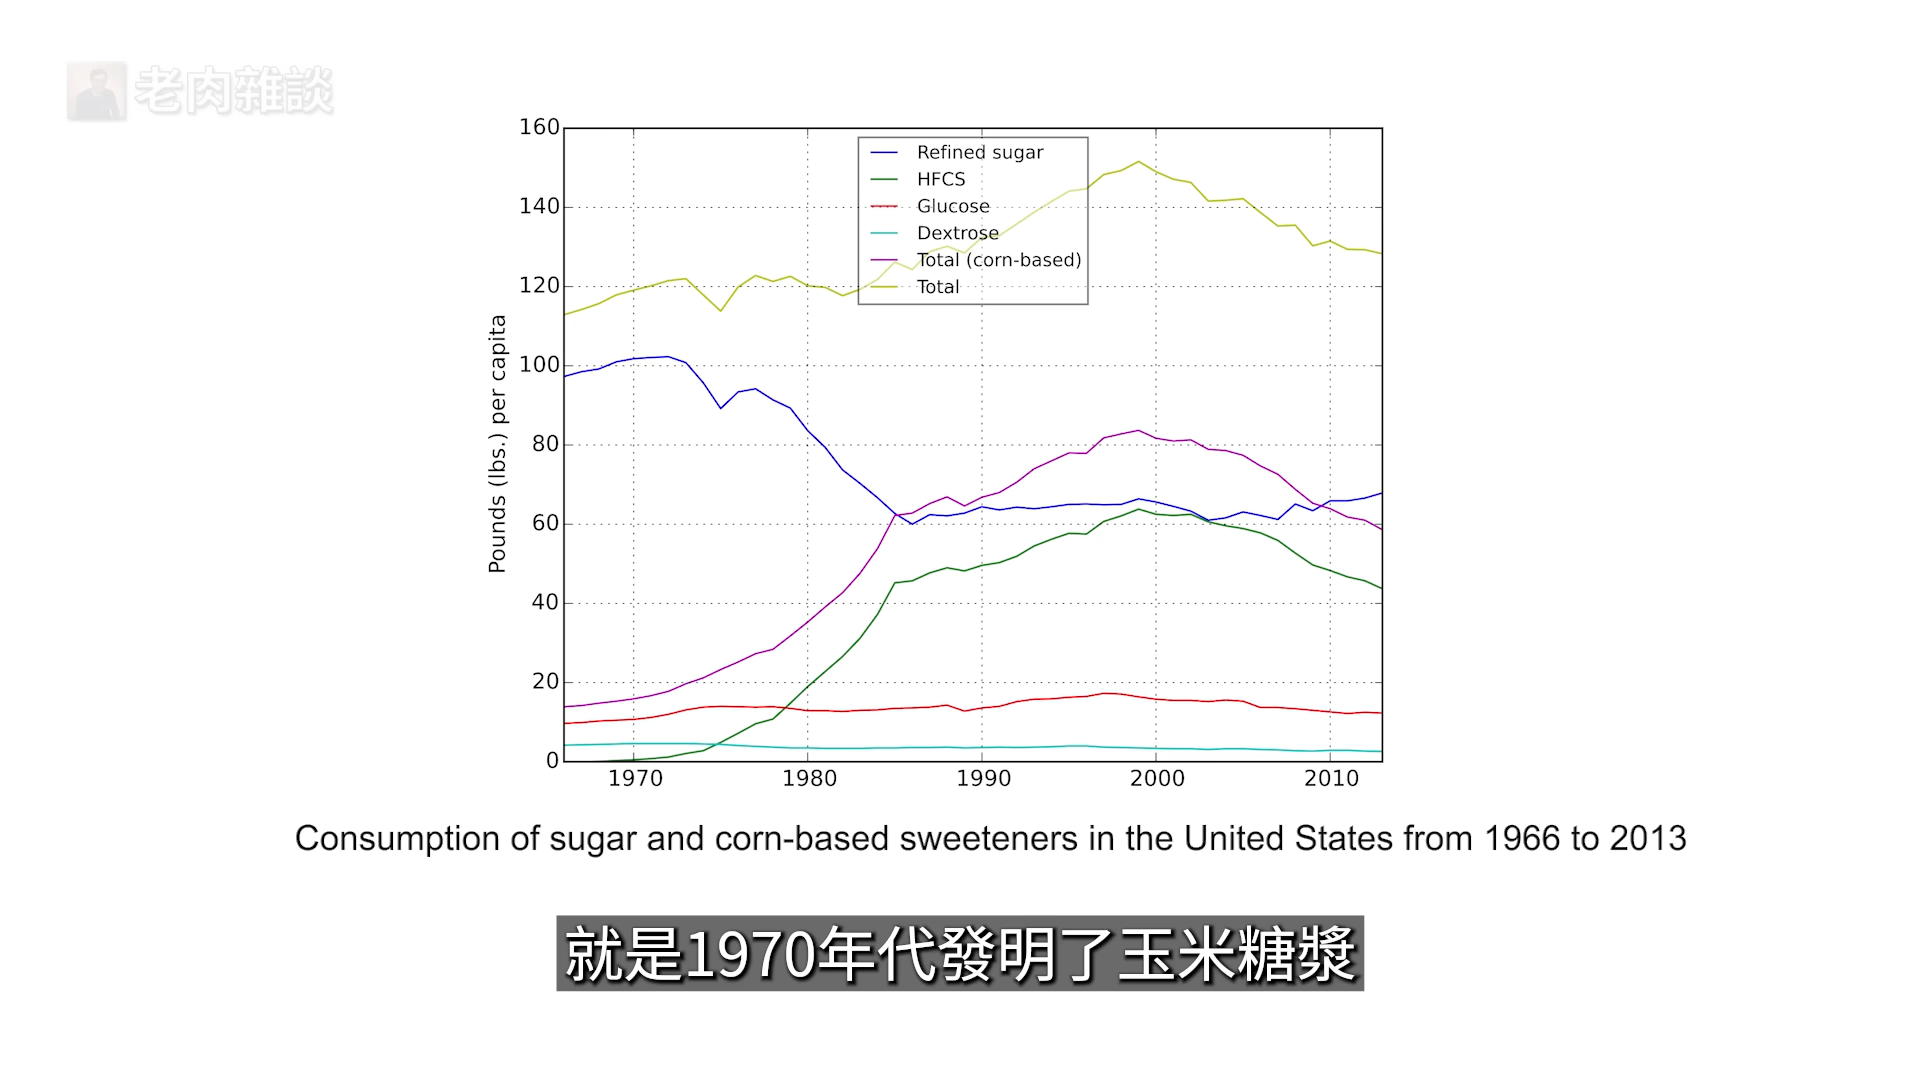 老肉雜談
160
140
120
100
80
60
40
20
0
Pounds (lbs.) per capita
Refined sugar
HFCS
Glucose
Dextrose
Total (corn-based)
Total
1970 1980 1990 2000 2010
Consumption of sugar and corn-based sweeteners in the United States from 1966 to 2013
就是1970年代發明了玉米糖漿